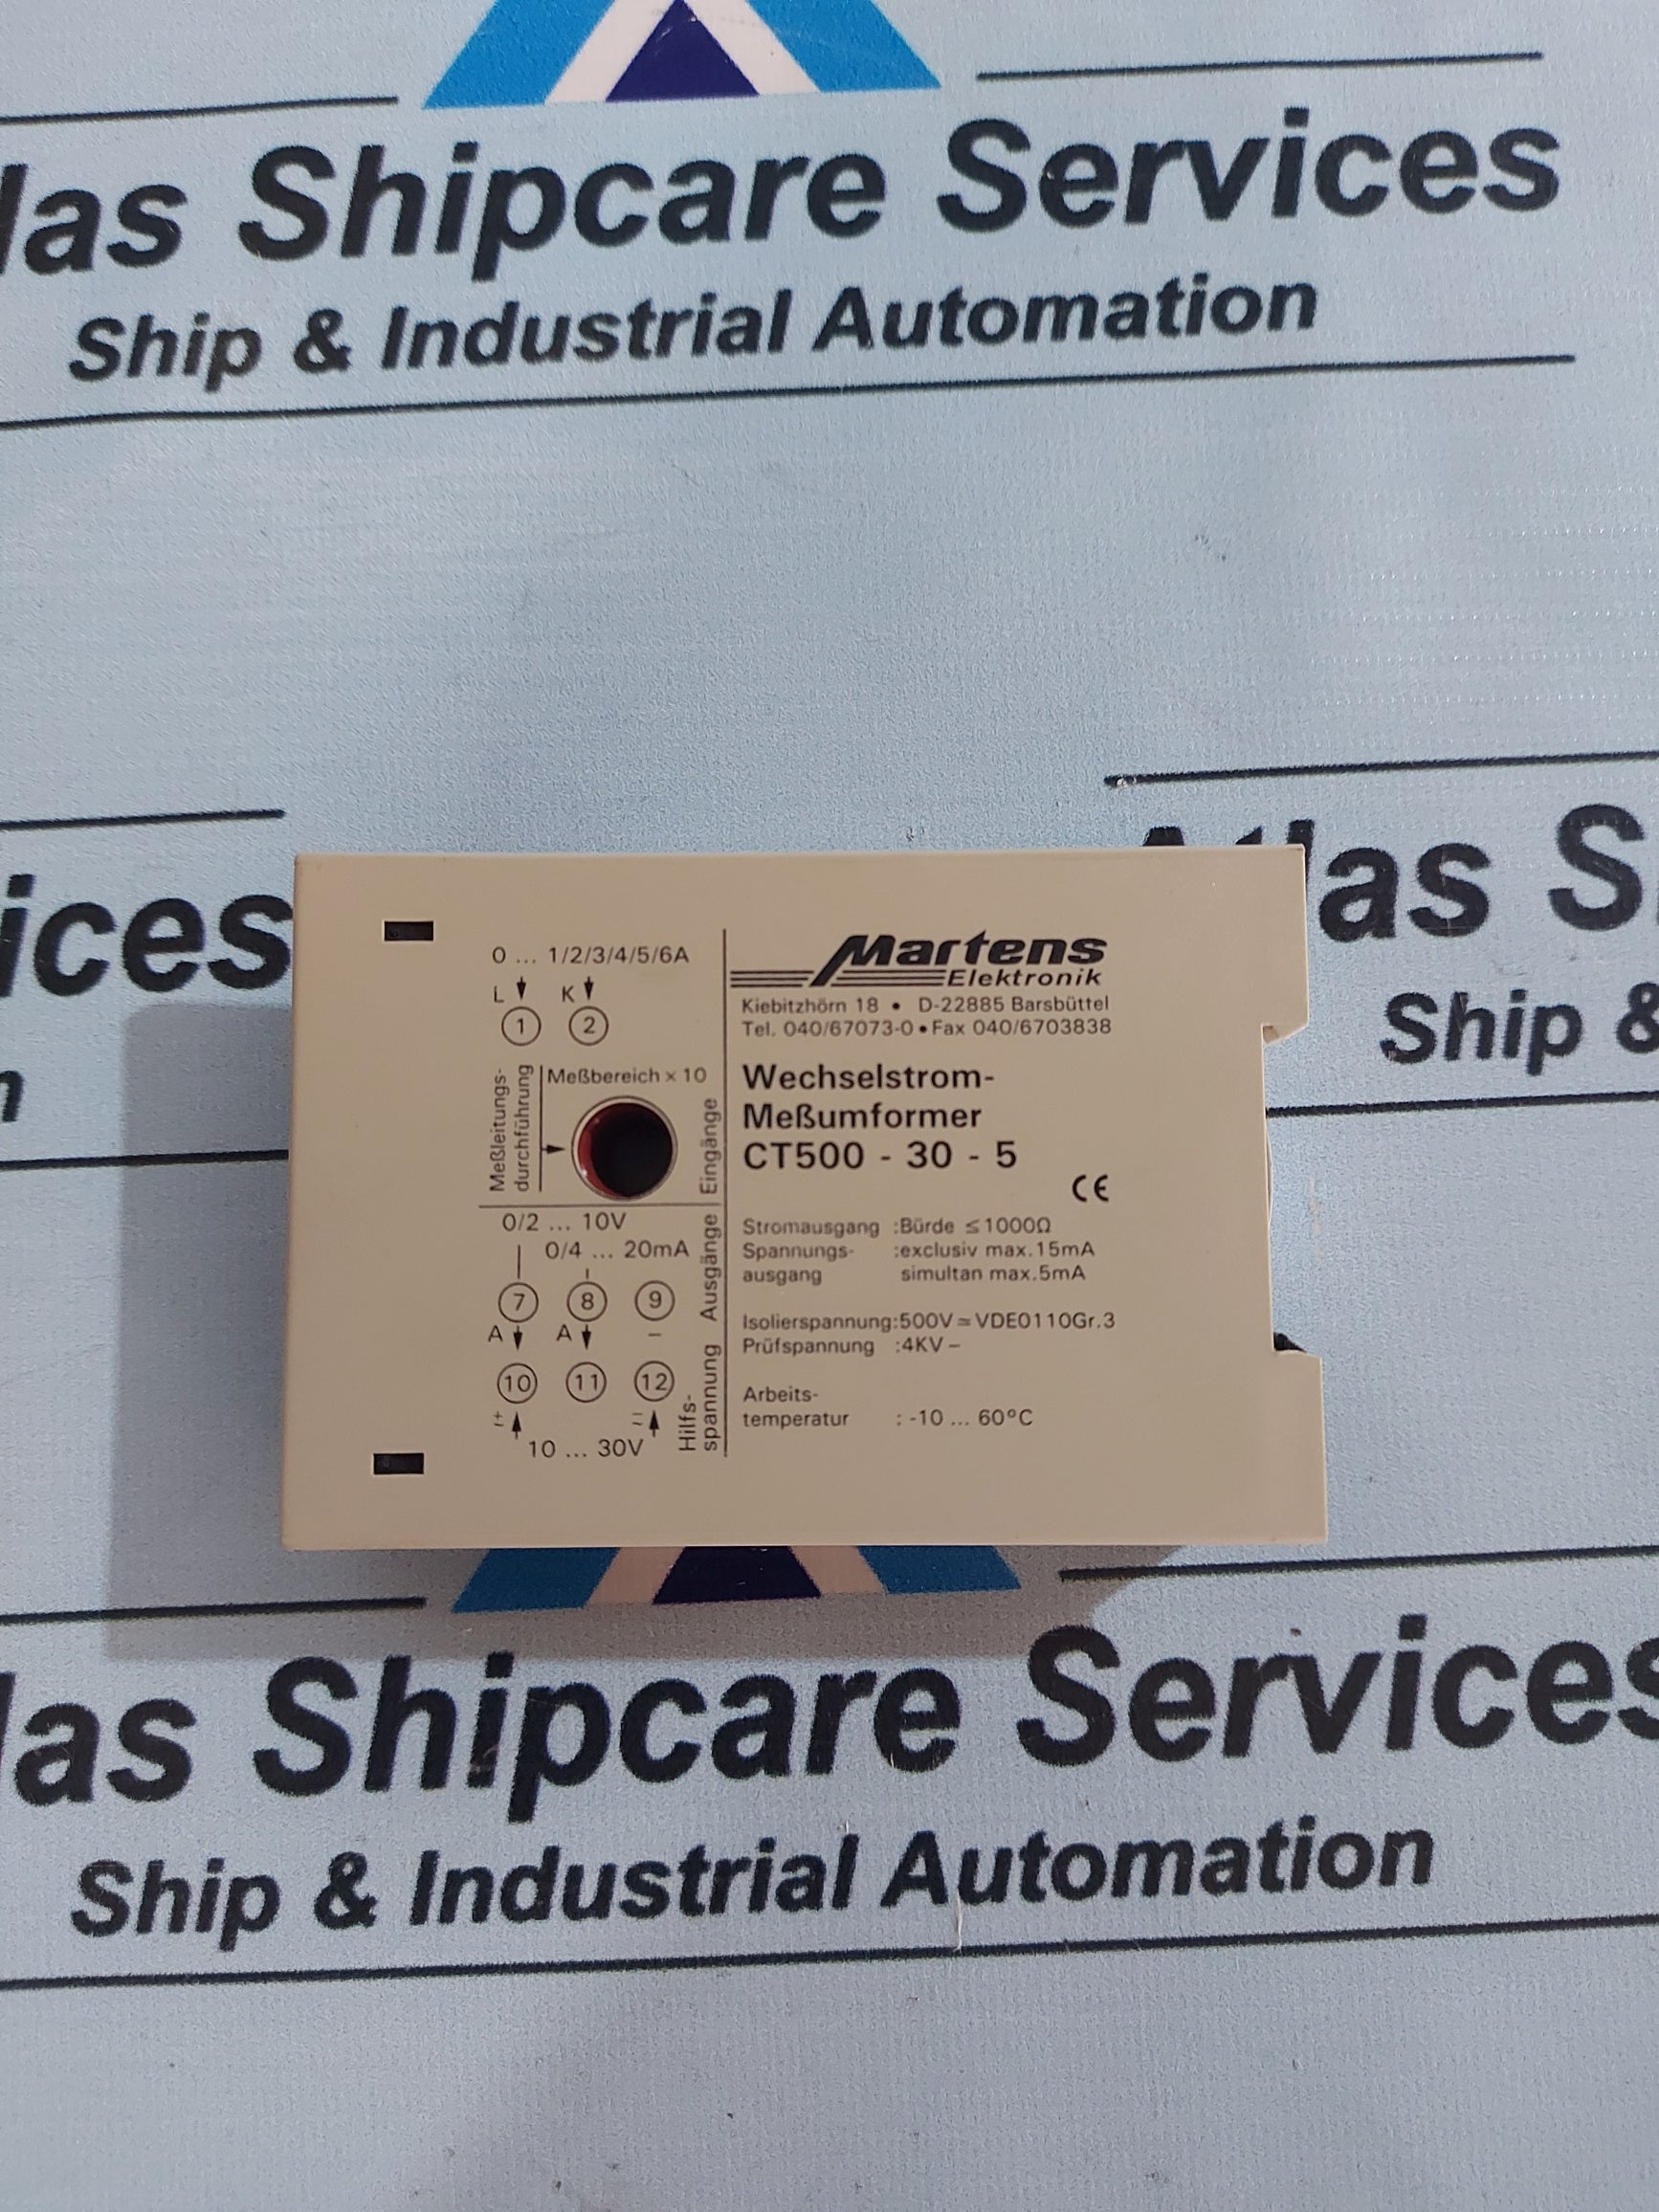 las Shipcare Services
Ship & Industrial Automation
ices
Atlas S
Ship &
n
0 ... 1/2/3/4/5/6A
L K
1 2
Meßleitungs-
durchführung
Meßbereich x 10
Eingänge
0/2 ... 10V
0/4 ... 20mA
Ausgänge
7 8 9
A A –
10 11 12
10 ... 30V
Hilfs-
spannung
Martens
Elektronik
Kiebitzhörn 18 • D-22885 Barsbüttel
Tel. 040/67073-0 • Fax 040/6703838
Wechselstrom-
Meßumformer
CT500 - 30 - 5
CE
Stromausgang :Bürde ≤1000Ω
Spannungs- :exclusiv max.15mA
ausgang simultan max.5mA
Isolierspannung:500V≃VDE0110Gr.3
Prüfspannung :4KV–
Arbeits-
temperatur : -10 ... 60°C
las Shipcare Services
Ship & Industrial Automation